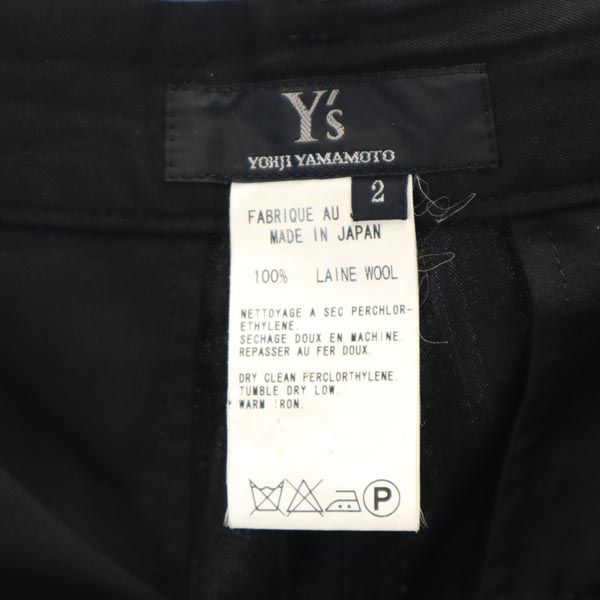 Y's
YOHJI YAMAMOTO
2
FABRIQUE AU
MADE IN JAPAN
100% LAINE WOOL
NETTOYAGE A SEC PERCHLOR-
ETHYLENE.
SECHAGE DOUX EN MACHINE.
REPASSER AU FER DOUX.
DRY CLEAN PERCLORTHYLENE.
TUMBLE DRY LOW.
WARM IRON.
P